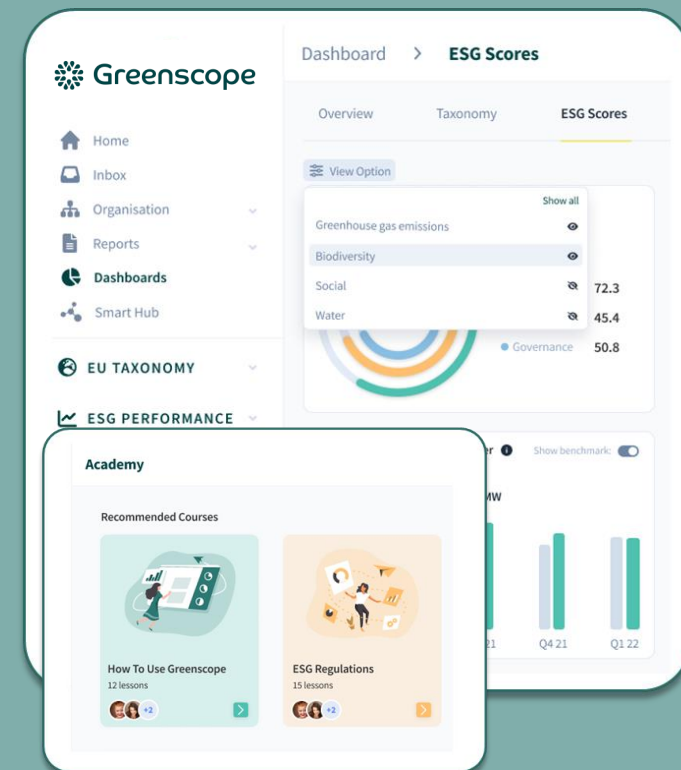 Greenscope
Home
Inbox
Organisation
Reports
Dashboards
Smart Hub
EU TAXONOMY
ESG PERFORMANCE
Dashboard > ESG Scores
Overview Taxonomy ESG Scores
View Option
Show all
Greenhouse gas emissions
Biodiversity
Social
Water
72.3
45.4
Governance 50.8
Show benchmark:
MW
21 Q4 21 Q1 22
Academy
Recommended Courses
How To Use Greenscope
12 lessons
+2
ESG Regulations
15 lessons
+2